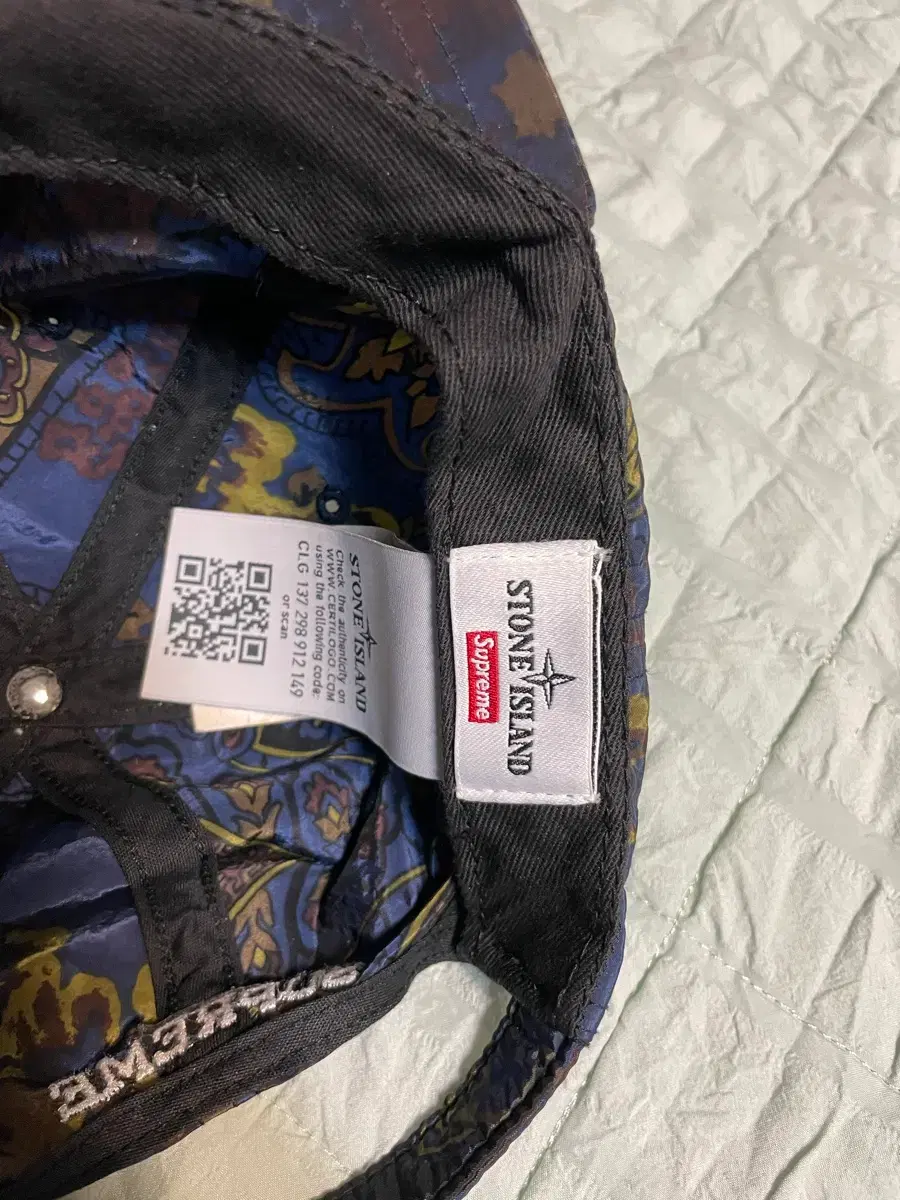 STONE ISLAND
Supreme
STONE ISLAND
Check the authenticity on
WWW.CERTILOGO.COM
using the following code:
CLG 137 298 912 149
or scan
SUPREME